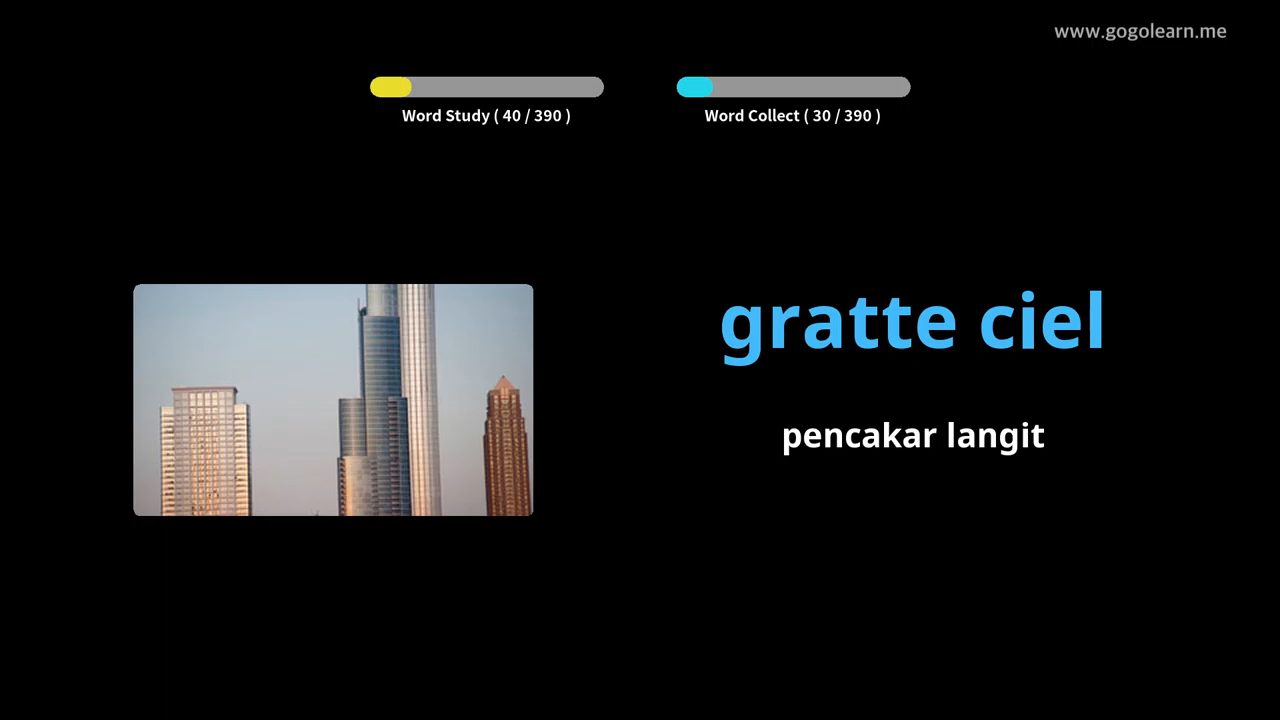 www.gogolearn.me
Word Study ( 40 / 390 )
Word Collect ( 30 / 390 )
gratte ciel
pencakar langit